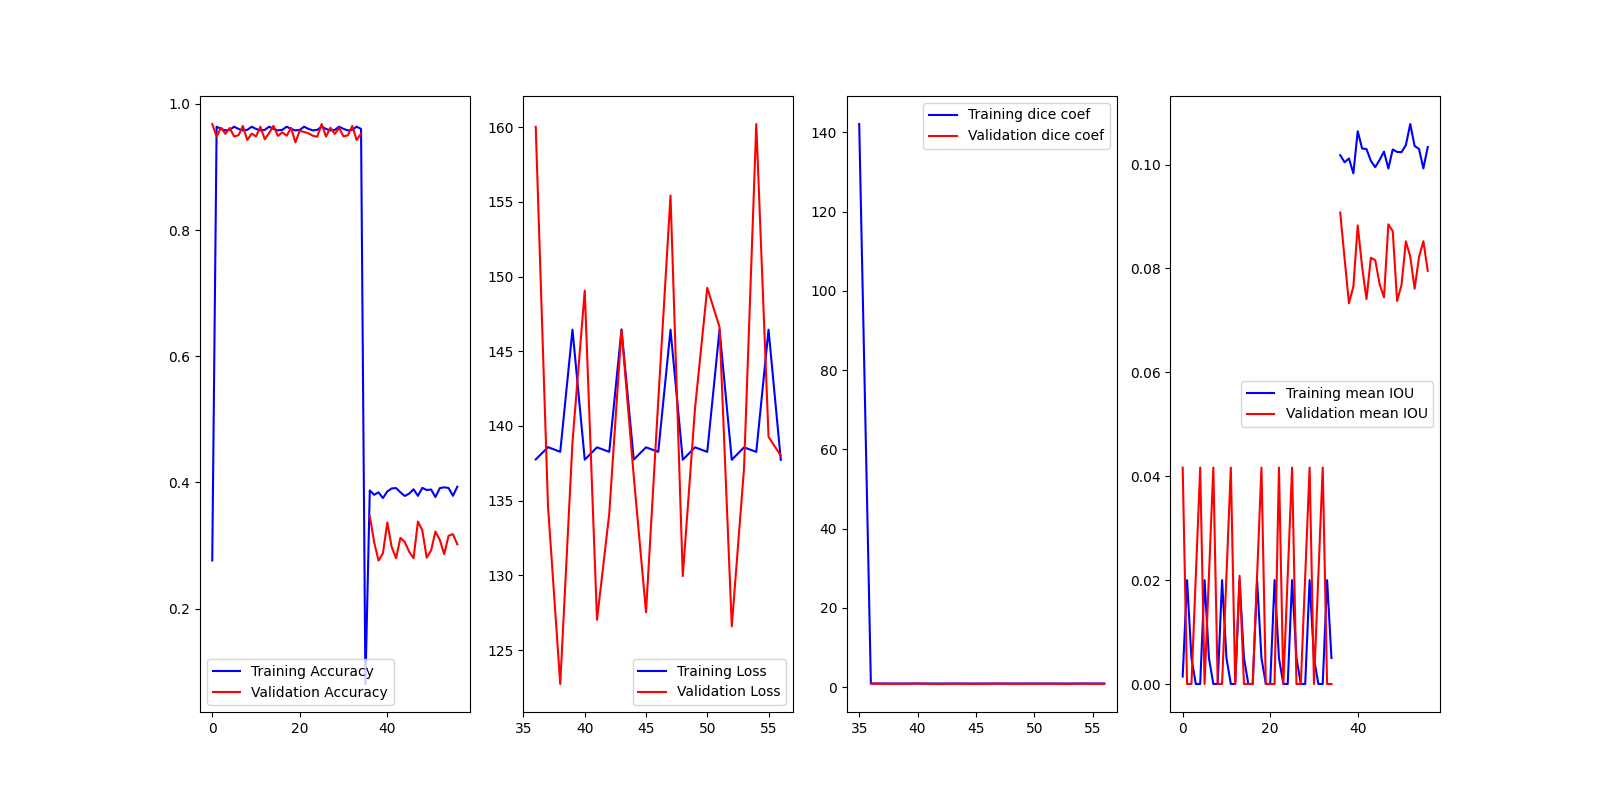 1.0
0.8
0.6
0.4
0.2
Training Accuracy
Validation Accuracy
0 20 40
160
155
150
145
140
135
130
125
Training Loss
Validation Loss
35 40 45 50 55
140
120
100
80
60
40
20
0
Training dice coef
Validation dice coef
35 40 45 50 55
0.10
0.08
0.06
0.04
0.02
0.00
Training mean IOU
Validation mean IOU
0 20 40